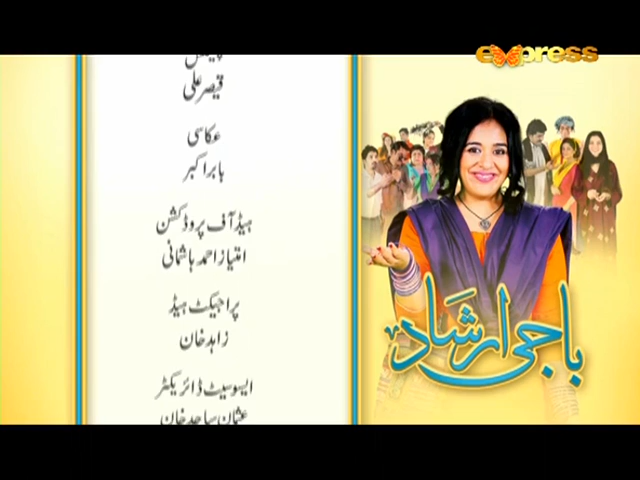 express
قیصر علی
عکاسی
بابر اکبر
ہیڈ آف پروڈکشن
امتیاز احمد ہاشمانی
پراجیکٹ ہیڈ
زاہد خان
ایسوسیٹ ڈائریکٹر
عثمان ساجد خان
باجی ارشاد